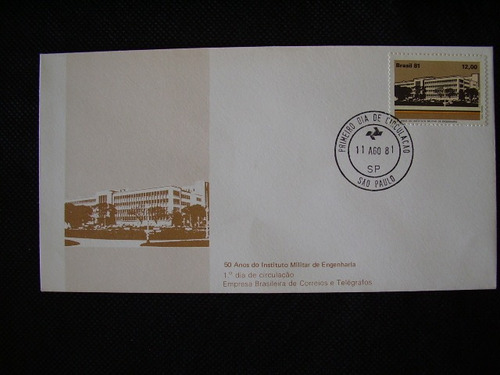 Brasil 81 12,00
PRIMEIRO DIA DE CIRCULAÇÃO
11 AGO 81
SP
SÃO PAULO
50 Anos do Instituto Militar de Engenharia
1.º dia de circulação
Empresa Brasileira de Correios e Telégrafos